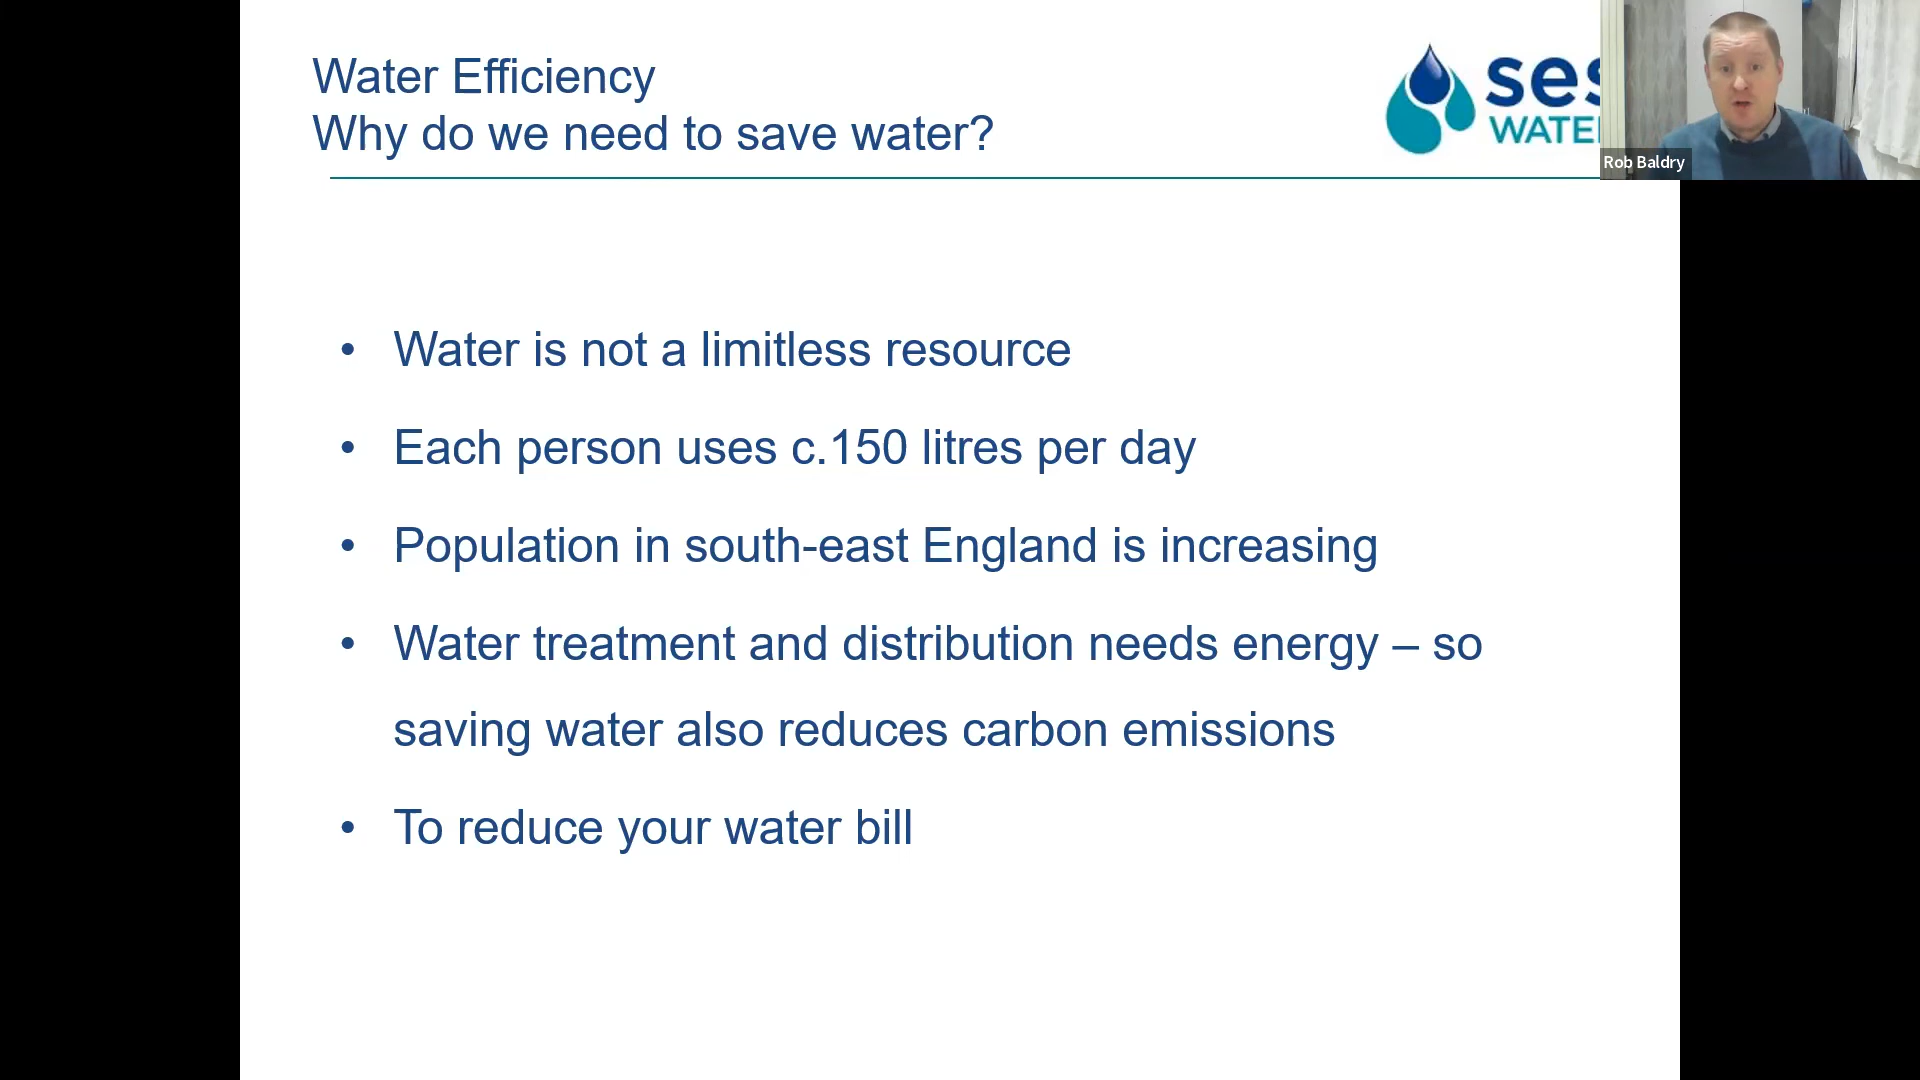 Water Efficiency
Why do we need to save water?
WATE
Rob Baldry
• Water is not a limitless resource
• Each person uses c.150 litres per day
• Population in south-east England is increasing
• Water treatment and distribution needs energy – so
saving water also reduces carbon emissions
• To reduce your water bill